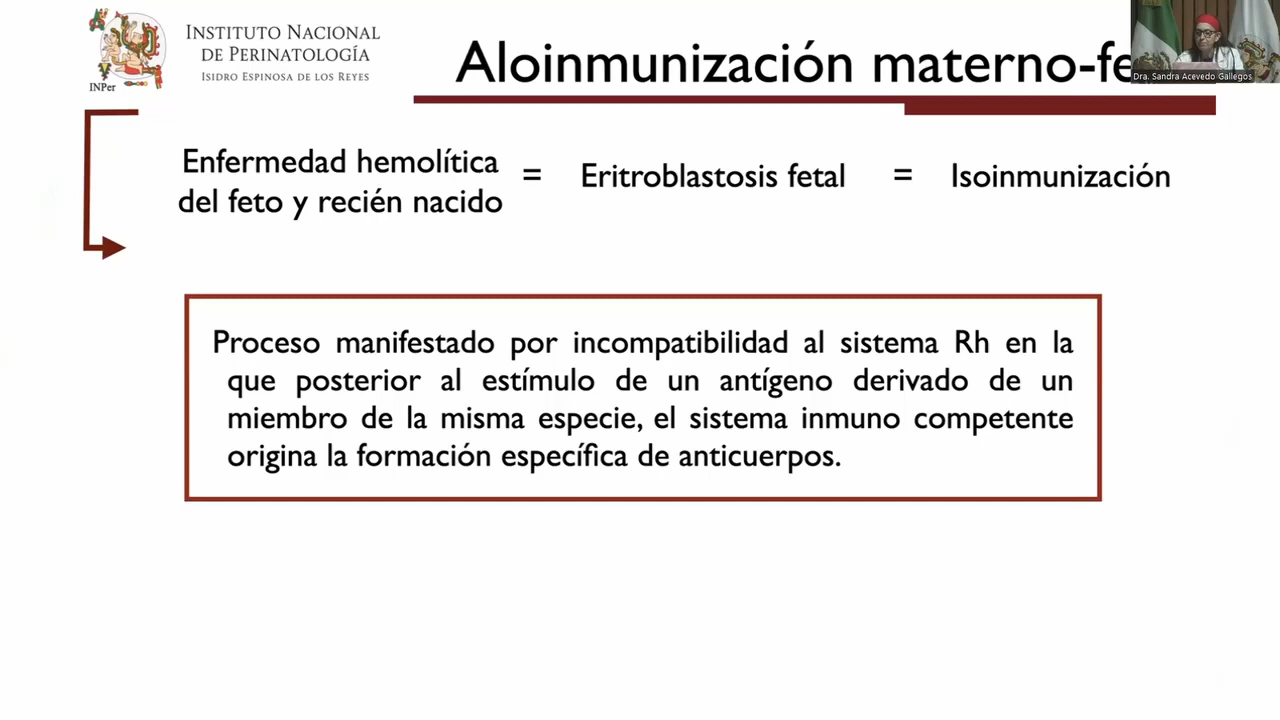 INSTITUTO NACIONAL
DE PERINATOLOGÍA
ISIDRO ESPINOSA DE LOS REYES
INPer
Aloinmunización materno-fe
Dra. Sandra Acevedo Gallegos
Enfermedad hemolítica
del feto y recién nacido
= Eritroblastosis fetal = Isoinmunización
Proceso manifestado por incompatibilidad al sistema Rh en la
que posterior al estímulo de un antígeno derivado de un
miembro de la misma especie, el sistema inmuno competente
origina la formación específica de anticuerpos.